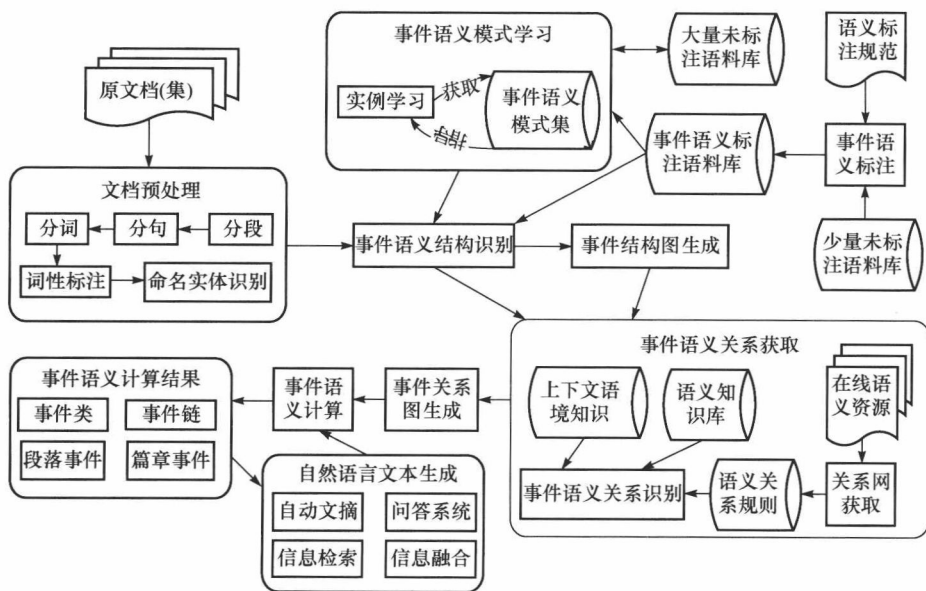 原文档(集)
事件语义模式学习
实例学习
获取
指导
事件语义
模式集
大量未标
注语料库
语义标
注规范
事件语义标
注语料库
事件语
义标注
少量未标
注语料库
文档预处理
分词
分句
分段
词性标注
命名实体识别
事件语义结构识别
事件结构图生成
事件语义关系获取
上下文语
境知识
语义知
识库
在线语
义资源
事件语义关系识别
语义关
系规则
关系网
获取
事件关系
图生成
事件语
义计算
事件语义计算结果
事件类
事件链
段落事件
篇章事件
自然语言文本生成
自动文摘
问答系统
信息检索
信息融合